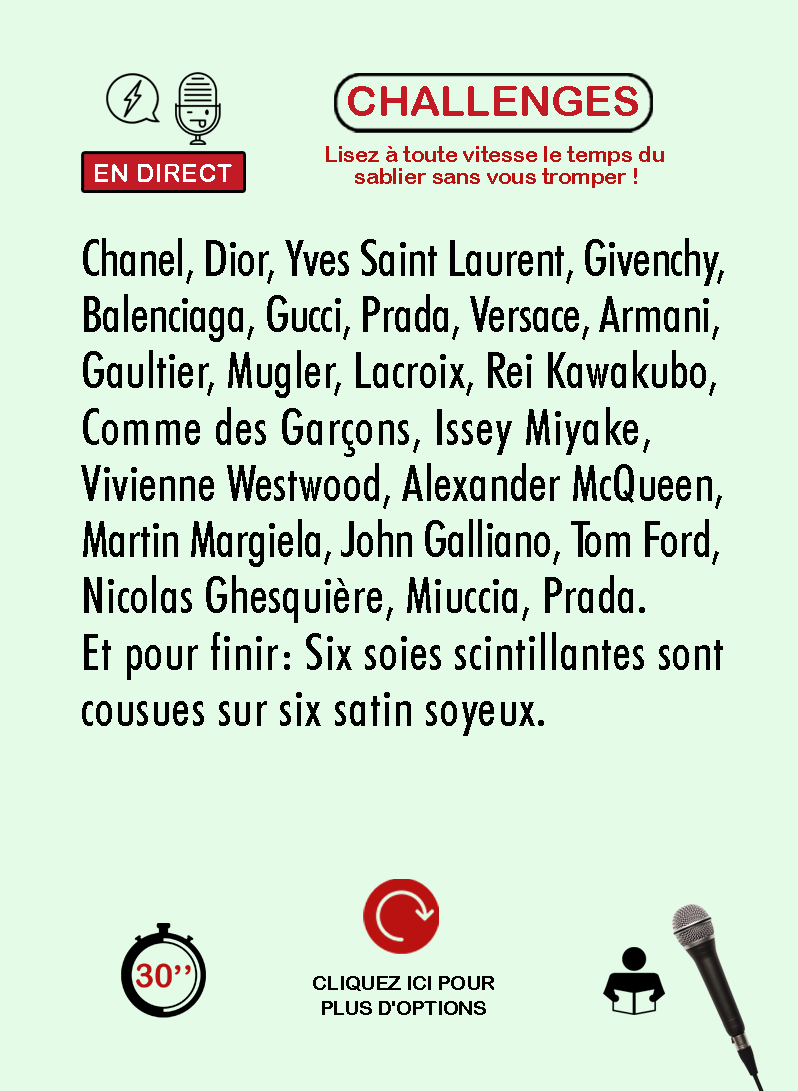 CHALLENGES
EN DIRECT
Lisez à toute vitesse le temps du
sablier sans vous tromper !
Chanel, Dior, Yves Saint Laurent, Givenchy,
Balenciaga, Gucci, Prada, Versace, Armani,
Gaultier, Mugler, Lacroix, Rei Kawakubo,
Comme des Garçons, Issey Miyake,
Vivienne Westwood, Alexander McQueen,
Martin Margiela, John Galliano, Tom Ford,
Nicolas Ghesquière, Miuccia, Prada.
Et pour finir: Six soies scintillantes sont
cousues sur six satin soyeux.
30’’
CLIQUEZ ICI POUR
PLUS D'OPTIONS